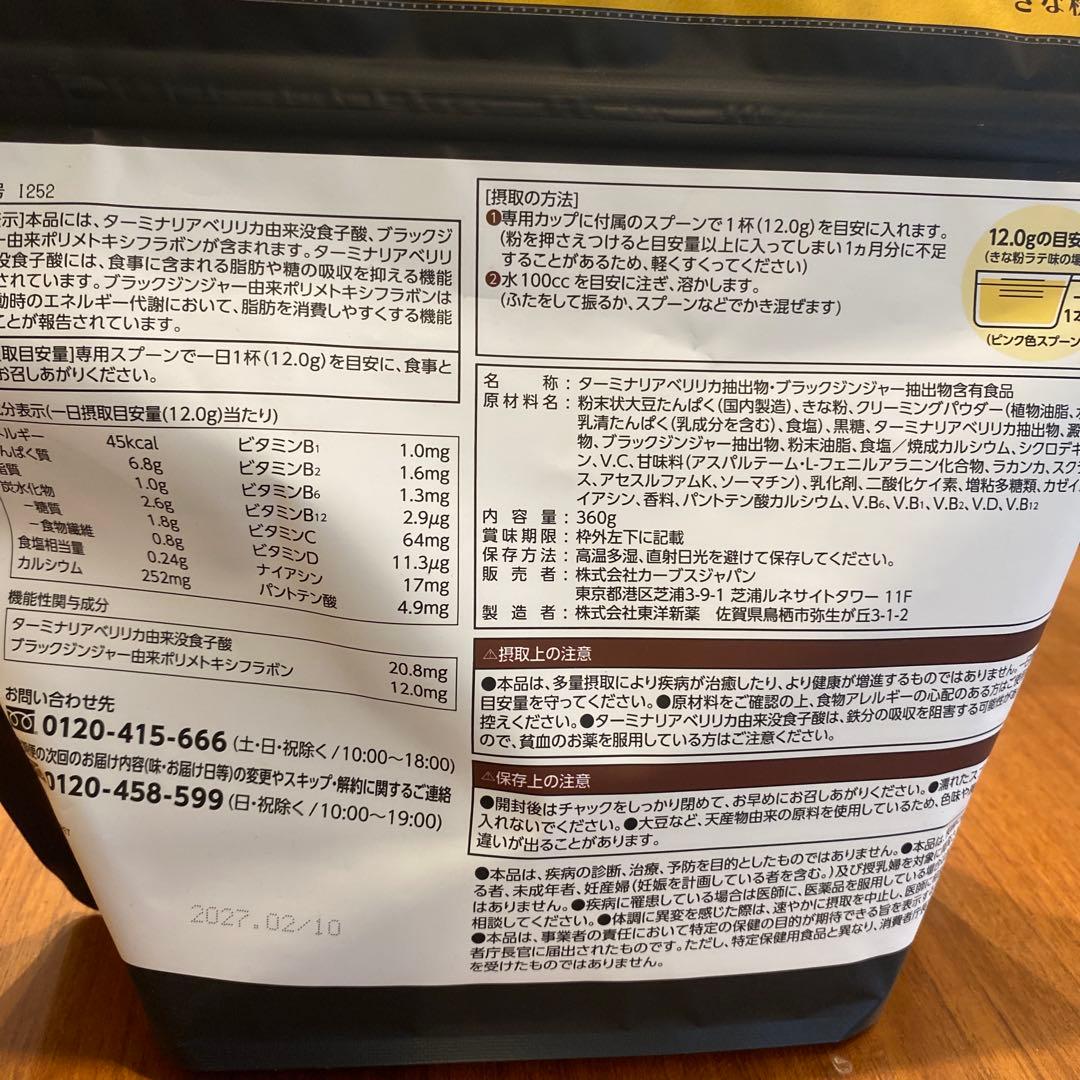 きな粉
号 1252
示]本品には、ターミナリアベリリカ由来没食子酸、ブラックジ
ー由来ポリメトキシフラボンが含まれます。ターミナリアベリリ
没食子酸には、食事に含まれる脂肪や糖の吸収を抑える機能
されています。ブラックジンジャー由来ポリメトキシフラボンは
動時のエネルギー代謝において、脂肪を消費しやすくする機能
ことが報告されています。
取目安量]専用スプーンで一日1杯(12.0g)を目安に、食事と
お召しあがりください。
分表示(一日摂取目安量(12.0g)当たり)
ルギー 45kcal ビタミンB1 1.0mg
んぱく質 6.8g ビタミンB2 1.6mg
脂質 1.0g ビタミンB6 1.3mg
炭水化物 2.6g ビタミンB12 2.9μg
−糖質 1.8g ビタミンC 64mg
−食物繊維 0.8g ビタミンD 11.3μg
食塩相当量 0.24g ナイアシン 17mg
カルシウム 252mg パントテン酸 4.9mg
機能性関与成分
ターミナリアベリリカ由来没食子酸 20.8mg
ブラックジンジャー由来ポリメトキシフラボン 12.0mg
お問い合わせ先
0120-415-666 (土・日・祝除く/10:00〜18:00)
の次回のお届け内容(味・お届け日等)の変更やスキップ・解約に関するご連絡
0120-458-599 (日・祝除く/10:00〜19:00)
2027.02/10
[摂取の方法]
❶専用カップに付属のスプーンで1杯(12.0g)を目安に入れます。
(粉を押さえつけると目安量以上に入ってしまい1ヵ月分に不足
することがあるため、軽くすくってください)
❷水100ccを目安に注ぎ、溶かします。
(ふたをして振るか、スプーンなどでかき混ぜます)
12.0gの目安
(きな粉ラテ味の場
12
(ピンク色スプーン
名称：ターミナリアベリリカ抽出物・ブラックジンジャー抽出物含有食品
原材料名：粉末状大豆たんぱく(国内製造)、きな粉、クリーミングパウダー(植物油脂、
乳清たんぱく(乳成分を含む)、食塩)、黒糖、ターミナリアベリリカ抽出物、澱
物、ブラックジンジャー抽出物、粉末油脂、食塩/焼成カルシウム、シクロデキ
ン、V.C、甘味料(アスパルテーム・L-フェニルアラニン化合物、ラカンカ、スク
ス、アセスルファムK、ソーマチン)、乳化剤、二酸化ケイ素、増粘多糖類、カゼイ
イアシン、香料、パントテン酸カルシウム、V.B6、V.B1、V.B2、V.D、V.B12
内容量：360g
賞味期限：枠外左下に記載
保存方法：高温多湿、直射日光を避けて保存してください。
販売者：株式会社カーブスジャパン
東京都港区芝浦3-9-1 芝浦ルネサイトタワー 11F
製造者：株式会社東洋新薬 佐賀県鳥栖市弥生が丘3-1-2
⚠摂取上の注意
●本品は、多量摂取により疾病が治癒したり、より健康が増進するものではありません。一
目安量を守ってください。●原材料をご確認の上、食物アレルギーの心配のある方はご
控えください。●ターミナリアベリリカ由来没食子酸は、鉄分の吸収を阻害する可能性が
ので、貧血のお薬を服用している方はご注意ください。
⚠保存上の注意
●開封後はチャックをしっかり閉めて、お早めにお召しあがりください。●濡れたス
入れないでください。●大豆など、天産物由来の原料を使用しているため、色味や
違いが出ることがあります。
●本品は、疾病の診断、治療、予防を目的としたものではありません。●本品は、
る者、未成年者、妊産婦(妊娠を計画している者を含む。)及び授乳婦を対象に
はありません。●疾病に罹患している場合は医師に、医薬品を服用している場
相談してください。●体調に異変を感じた際は、速やかに摂取を中止し、医師に
●本品は、事業者の責任において特定の保健の目的が期待できる旨を表示
者庁長官に届出されたものです。ただし、特定保健用食品と異なり、消費者庁
を受けたものではありません。